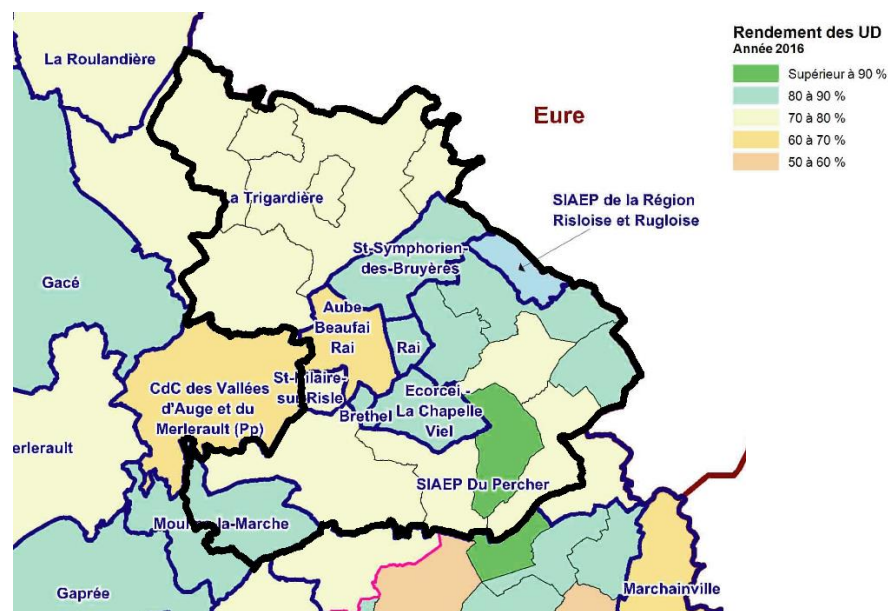 Rendement des UD
Année 2016
Supérieur à 90 %
80 à 90 %
70 à 80 %
60 à 70 %
50 à 60 %
La Roulandière
Eure
La Trigardière
SIAEP de la Région
Risloise et Rugloise
St-Symphorien-
des-Bruyères
Gacé
Aube
Beaufai
Rai
Rai
CdC des Vallées
d'Auge et du
Merlerault (Pp)
St-Hilaire-
sur-Risle
Brethel
Ecorcei -
La Chapelle
Viel
erlerault
SIAEP Du Percher
Moulins-la-Marche
Gaprée
Marchainville